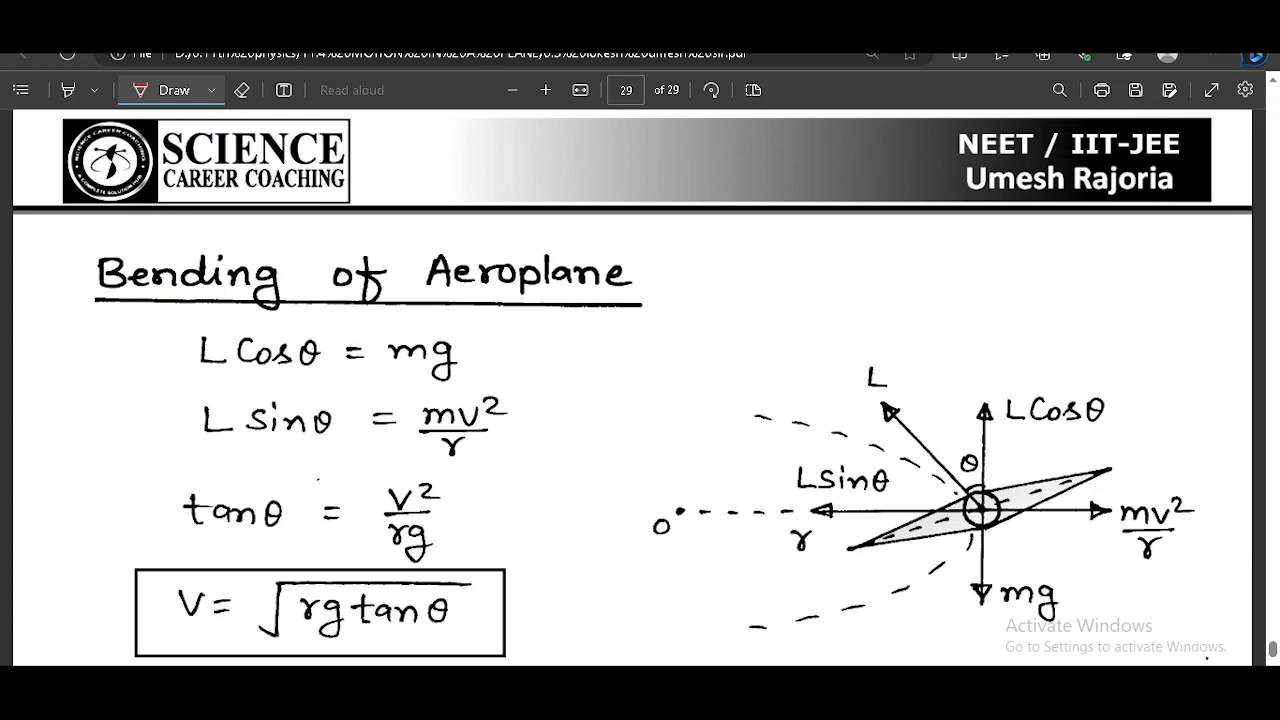 Draw
Read aloud
29
of 29
SCIENCE
CAREER COACHING
NEET / IIT-JEE
Umesh Rajoria
Bending of Aeroplane
L Cosθ = mg
L sinθ = mv²/r
tanθ = v²/rg
V = √rg tanθ
L
L Cosθ
θ
L sinθ
O
r
mv²/r
mg
Activate Windows
Go to Settings to activate Windows.